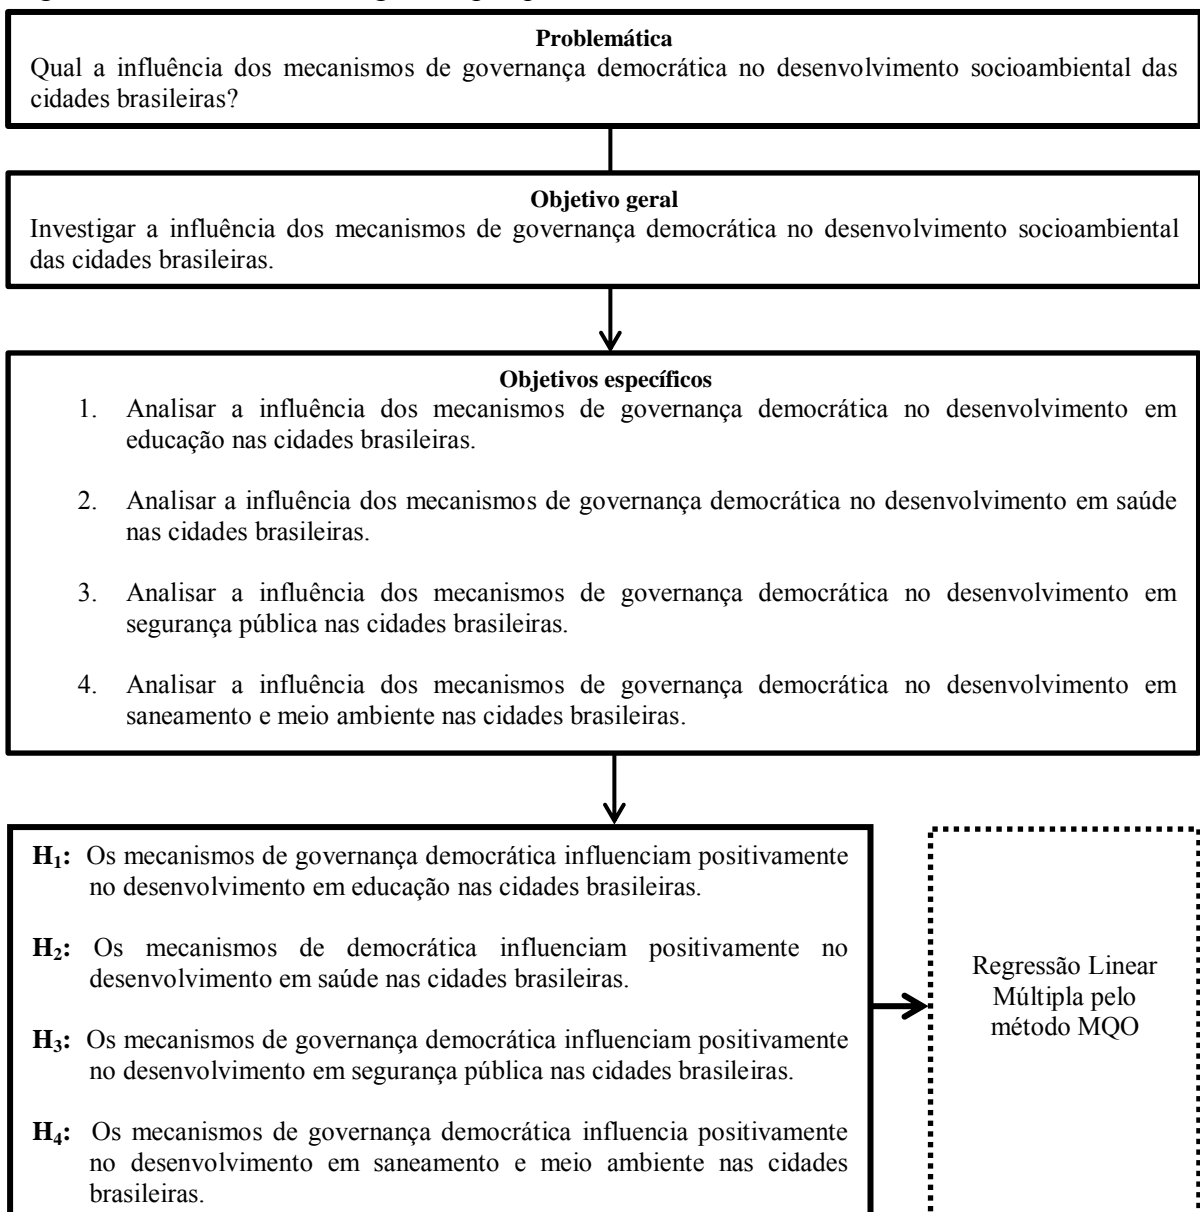 Problemática
Qual a influência dos mecanismos de governança democrática no desenvolvimento socioambiental das
cidades brasileiras?
Objetivo geral
Investigar a influência dos mecanismos de governança democrática no desenvolvimento socioambiental
das cidades brasileiras.
Objetivos específicos
1. Analisar a influência dos mecanismos de governança democrática no desenvolvimento em
educação nas cidades brasileiras.
2. Analisar a influência dos mecanismos de governança democrática no desenvolvimento em saúde
nas cidades brasileiras.
3. Analisar a influência dos mecanismos de governança democrática no desenvolvimento em
segurança pública nas cidades brasileiras.
4. Analisar a influência dos mecanismos de governança democrática no desenvolvimento em
saneamento e meio ambiente nas cidades brasileiras.
H₁: Os mecanismos de governança democrática influenciam positivamente
no desenvolvimento em educação nas cidades brasileiras.
H₂: Os mecanismos de democrática influenciam positivamente no
desenvolvimento em saúde nas cidades brasileiras.
H₃: Os mecanismos de governança democrática influenciam positivamente
no desenvolvimento em segurança pública nas cidades brasileiras.
H₄: Os mecanismos de governança democrática influencia positivamente
no desenvolvimento em saneamento e meio ambiente nas cidades
brasileiras.
Regressão Linear
Múltipla pelo
método MQO